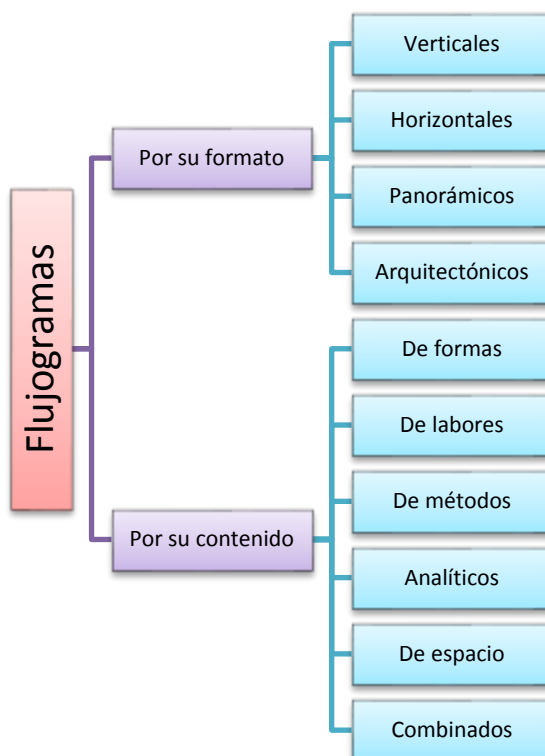 Flujogramas
Por su formato
Verticales
Horizontales
Panorámicos
Arquitectónicos
Por su contenido
De formas
De labores
De métodos
Analíticos
De espacio
Combinados